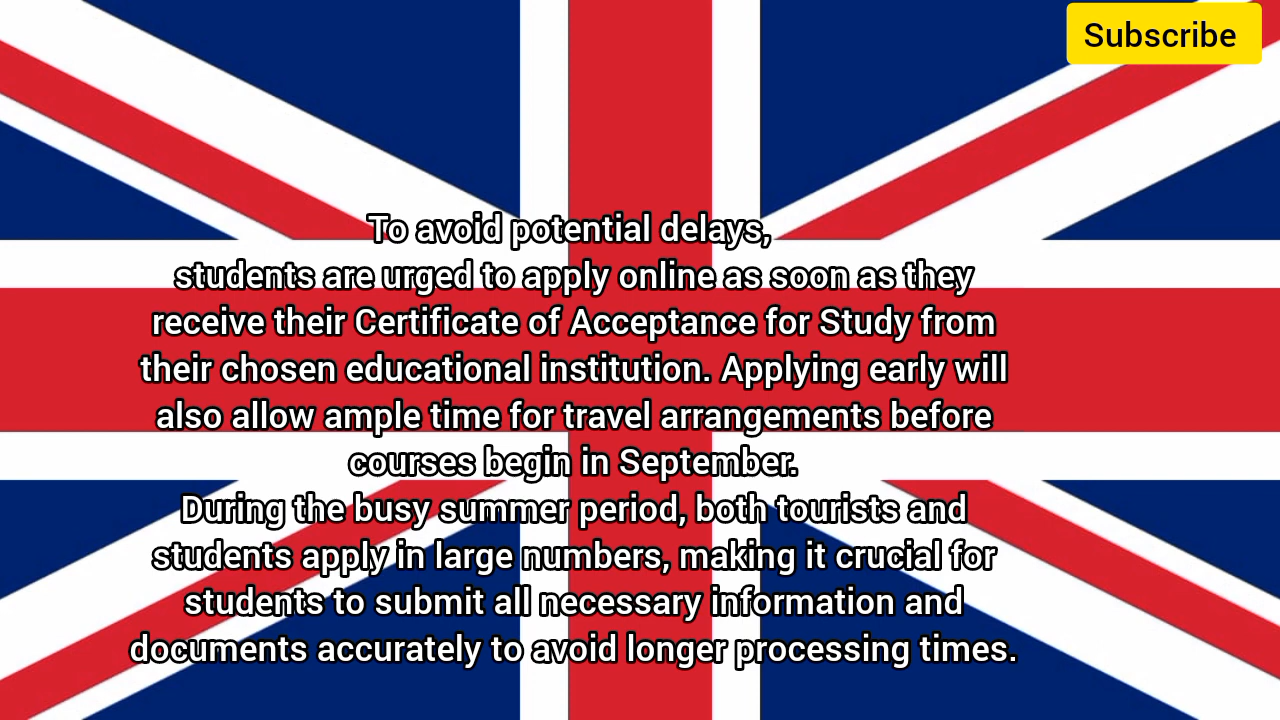 Subscribe
To avoid potential delays,
students are urged to apply online as soon as they
receive their Certificate of Acceptance for Study from
their chosen educational institution. Applying early will
also allow ample time for travel arrangements before
courses begin in September.
During the busy summer period, both tourists and
students apply in large numbers, making it crucial for
students to submit all necessary information and
documents accurately to avoid longer processing times.